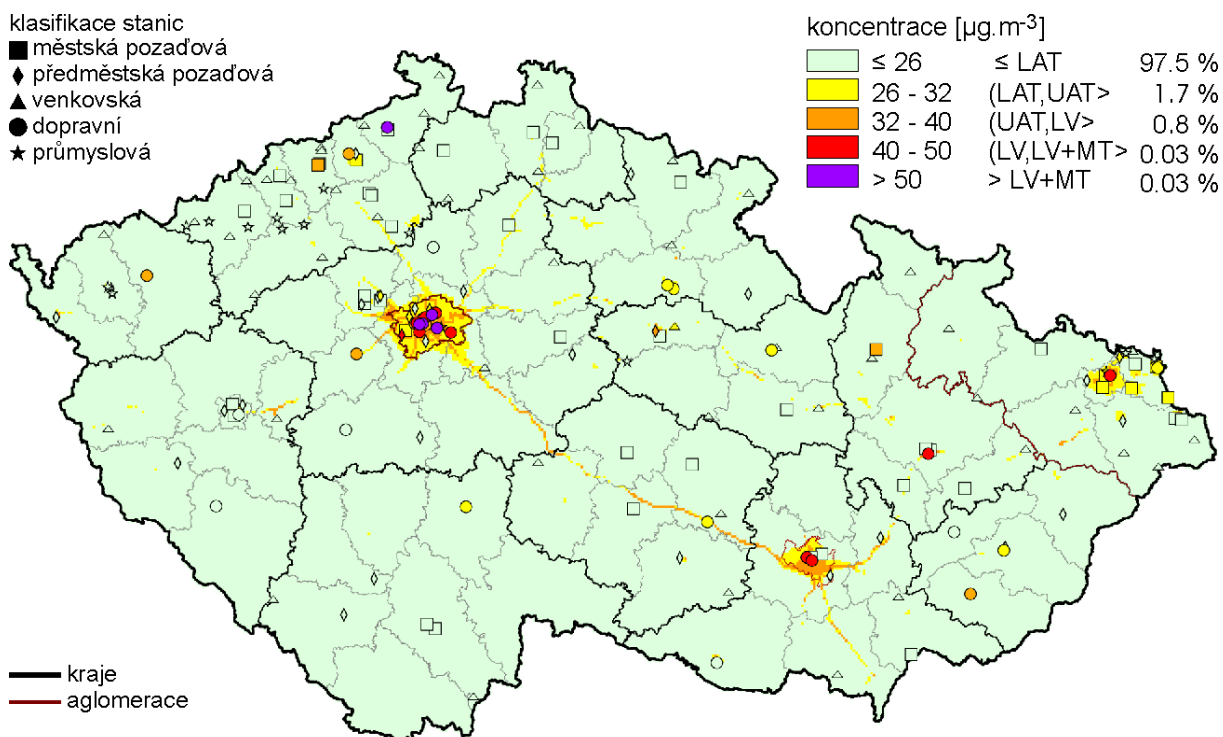 klasifikace stanic
městská pozaďová
předměstská pozaďová
venkovská
dopravní
průmyslová
koncentrace [µg.m⁻³]
≤ 26 ≤ LAT 97.5 %
26 - 32 (LAT,UAT> 1.7 %
32 - 40 (UAT,LV> 0.8 %
40 - 50 (LV,LV+MT> 0.03 %
> 50 > LV+MT 0.03 %
kraje
aglomerace